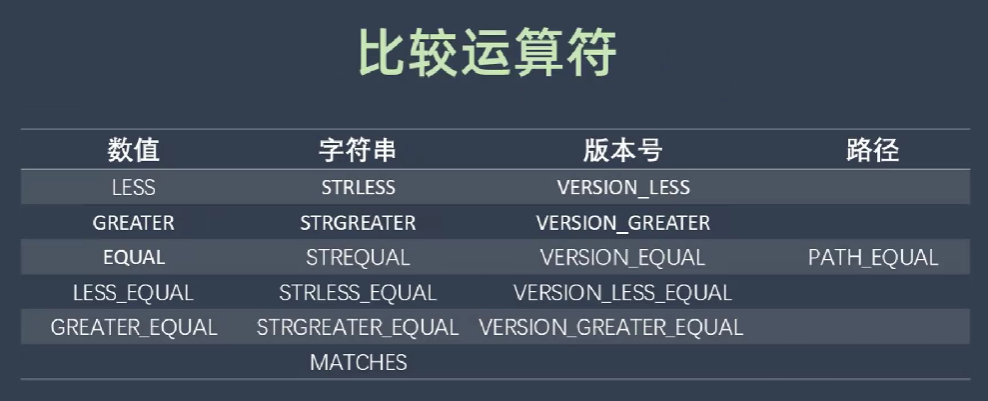 比较运算符
数值 字符串 版本号 路径
LESS STRLESS VERSION_LESS
GREATER STRGREATER VERSION_GREATER
EQUAL STREQUAL VERSION_EQUAL PATH_EQUAL
LESS_EQUAL STRLESS_EQUAL VERSION_LESS_EQUAL
GREATER_EQUAL STRGREATER_EQUAL VERSION_GREATER_EQUAL
MATCHES